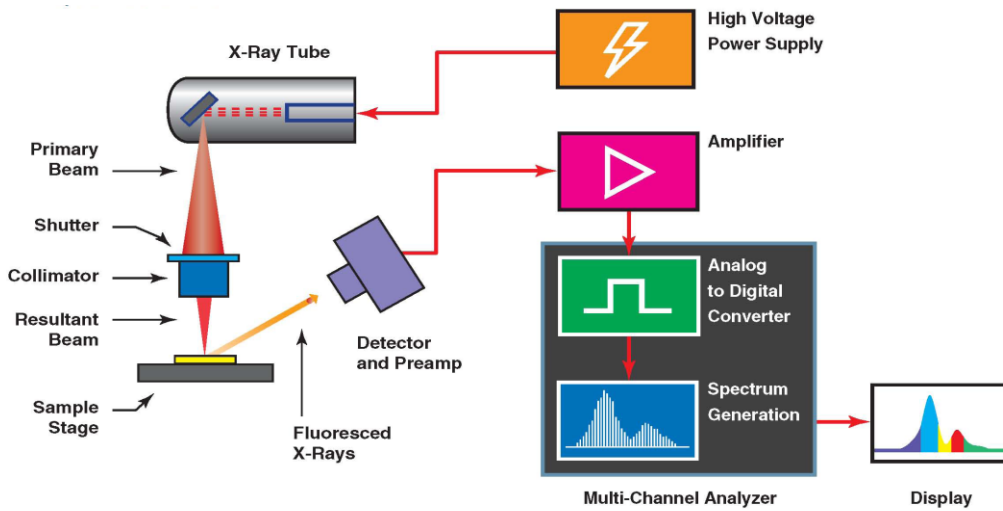 High Voltage
Power Supply
X-Ray Tube
Amplifier
Primary
Beam
Shutter
Collimator
Resultant
Beam
Sample
Stage
Fluoresced
X-Rays
Detector
and Preamp
Analog
to Digital
Converter
Spectrum
Generation
Multi-Channel Analyzer
Display